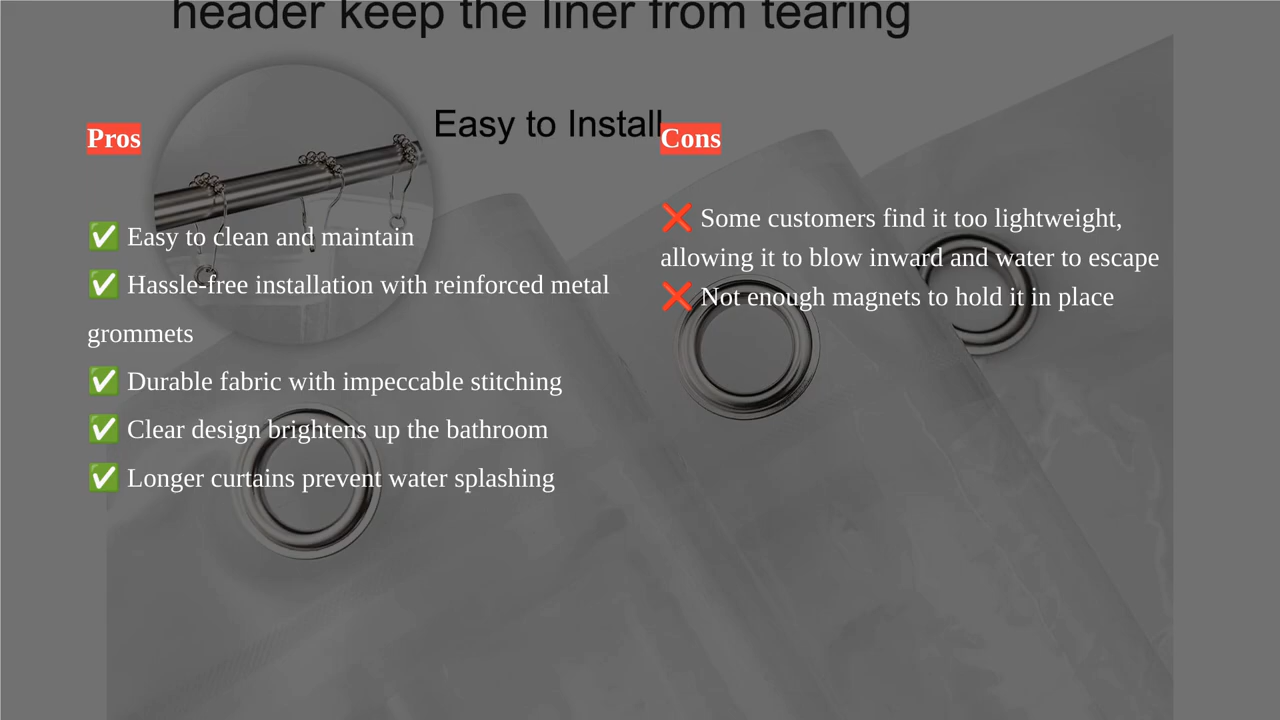 header keep the liner from tearing
Easy to Install
Pros
✅ Easy to clean and maintain
✅ Hassle-free installation with reinforced metal
grommets
✅ Durable fabric with impeccable stitching
✅ Clear design brightens up the bathroom
✅ Longer curtains prevent water splashing
Cons
❌ Some customers find it too lightweight,
allowing it to blow inward and water to escape
❌ Not enough magnets to hold it in place